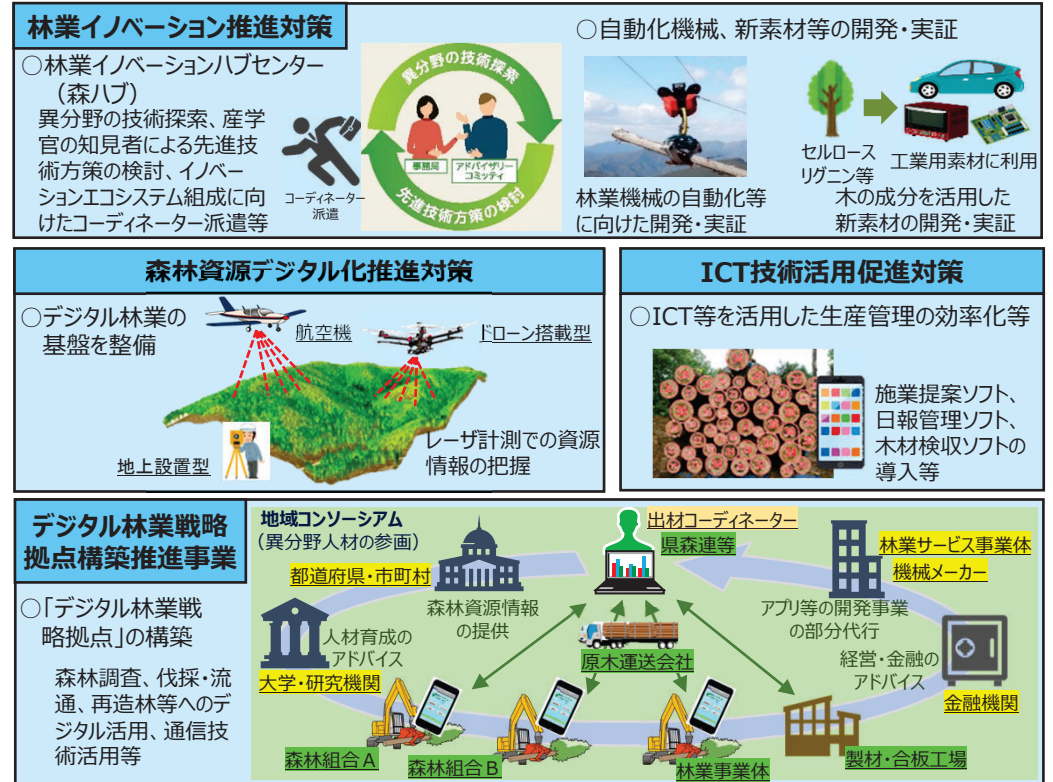 林業イノベーション推進対策
○林業イノベーションハブセンター
(森ハブ)
異分野の技術探索、産学
官の知見者による先進技
術方策の検討、イノベー
ションエコシステム組成に向
けたコーディネーター派遣等
コーディネーター
派遣
異分野の技術探索
事務局
アドバイザリー
コミッティ
先進技術方策の検討
○自動化機械、新素材等の開発・実証
林業機械の自動化等
に向けた開発・実証
セルロース
リグニン等
工業用素材に利用
木の成分を活用した
新素材の開発・実証
森林資源デジタル化推進対策
○デジタル林業の
基盤を整備
航空機
ドローン搭載型
地上設置型
レーザ計測での資源
情報の把握
ICT技術活用促進対策
○ICT等を活用した生産管理の効率化等
施業提案ソフト、
日報管理ソフト、
木材検収ソフトの
導入等
デジタル林業戦略
拠点構築推進事業
○「デジタル林業戦
略拠点」の構築
森林調査、伐採・流
通、再造林等へのデ
ジタル活用、通信技
術活用等
地域コンソーシアム
(異分野人材の参画)
都道府県・市町村
森林資源情報
の提供
出材コーディネーター
県森連等
林業サービス事業体
機械メーカー
アプリ等の開発事業
の部分代行
人材育成の
アドバイス
大学・研究機関
原木運送会社
経営・金融の
アドバイス
金融機関
森林組合A
森林組合B
林業事業体
製材・合板工場